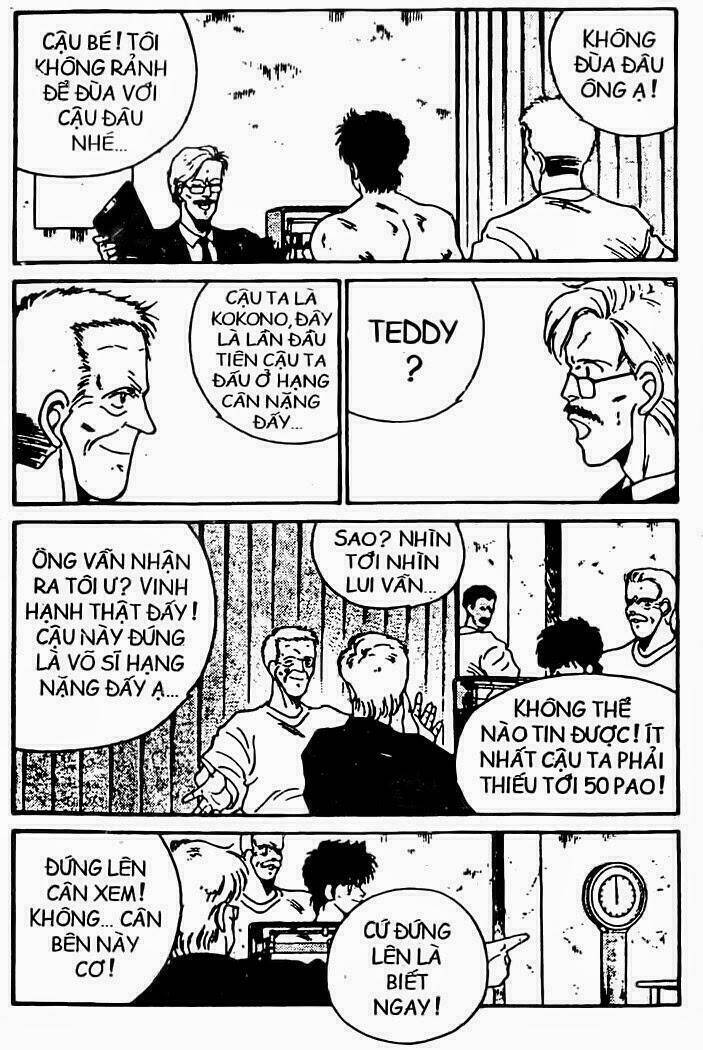 CẬU BÉ! TÔI
KHÔNG RẢNH
ĐỂ ĐÙA VỚI
CẬU ĐÂU
NHÉ...
KHÔNG
ĐÙA ĐÂU
ÔNG Ạ!
CẬU TA LÀ
KOKONO, ĐÂY
LÀ LẦN ĐẦU
TIÊN CẬU TA
ĐẤU Ở HẠNG
CÂN NẶNG
ĐẤY...
TEDDY
?
ÔNG VẪN NHẬN
RA TÔI Ư? VINH
HẠNH THẬT ĐẤY!
CẬU NÀY ĐÚNG
LÀ VÕ SĨ HẠNG
NẶNG ĐẤY Ạ...
SAO? NHÌN
TỚI NHÌN
LUI VẪN...
KHÔNG THỂ
NÀO TIN ĐƯỢC! ÍT
NHẤT CẬU TA PHẢI
THIẾU TỚI 50 PAO!
ĐỨNG LÊN
CÂN XEM!
KHÔNG... CÂN
BÊN NÀY
CƠ!
CỨ ĐỨNG
LÊN LÀ
BIẾT
NGAY!